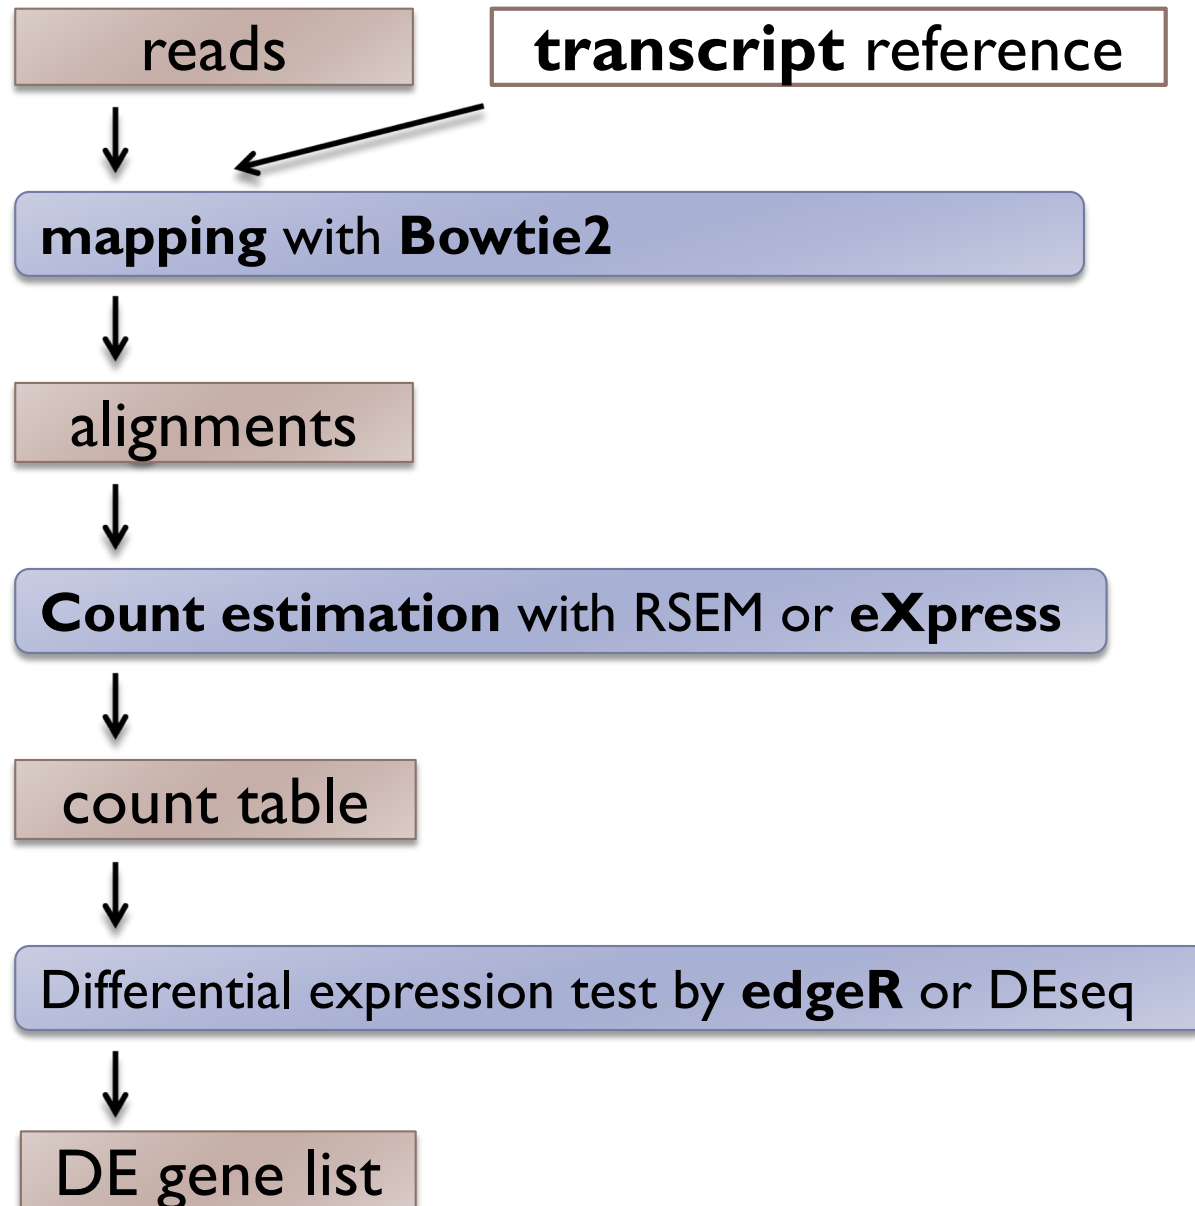 reads
transcript reference
mapping with Bowtie2
alignments
Count estimation with RSEM or eXpress
count table
Differential expression test by edgeR or DEseq
DE gene list